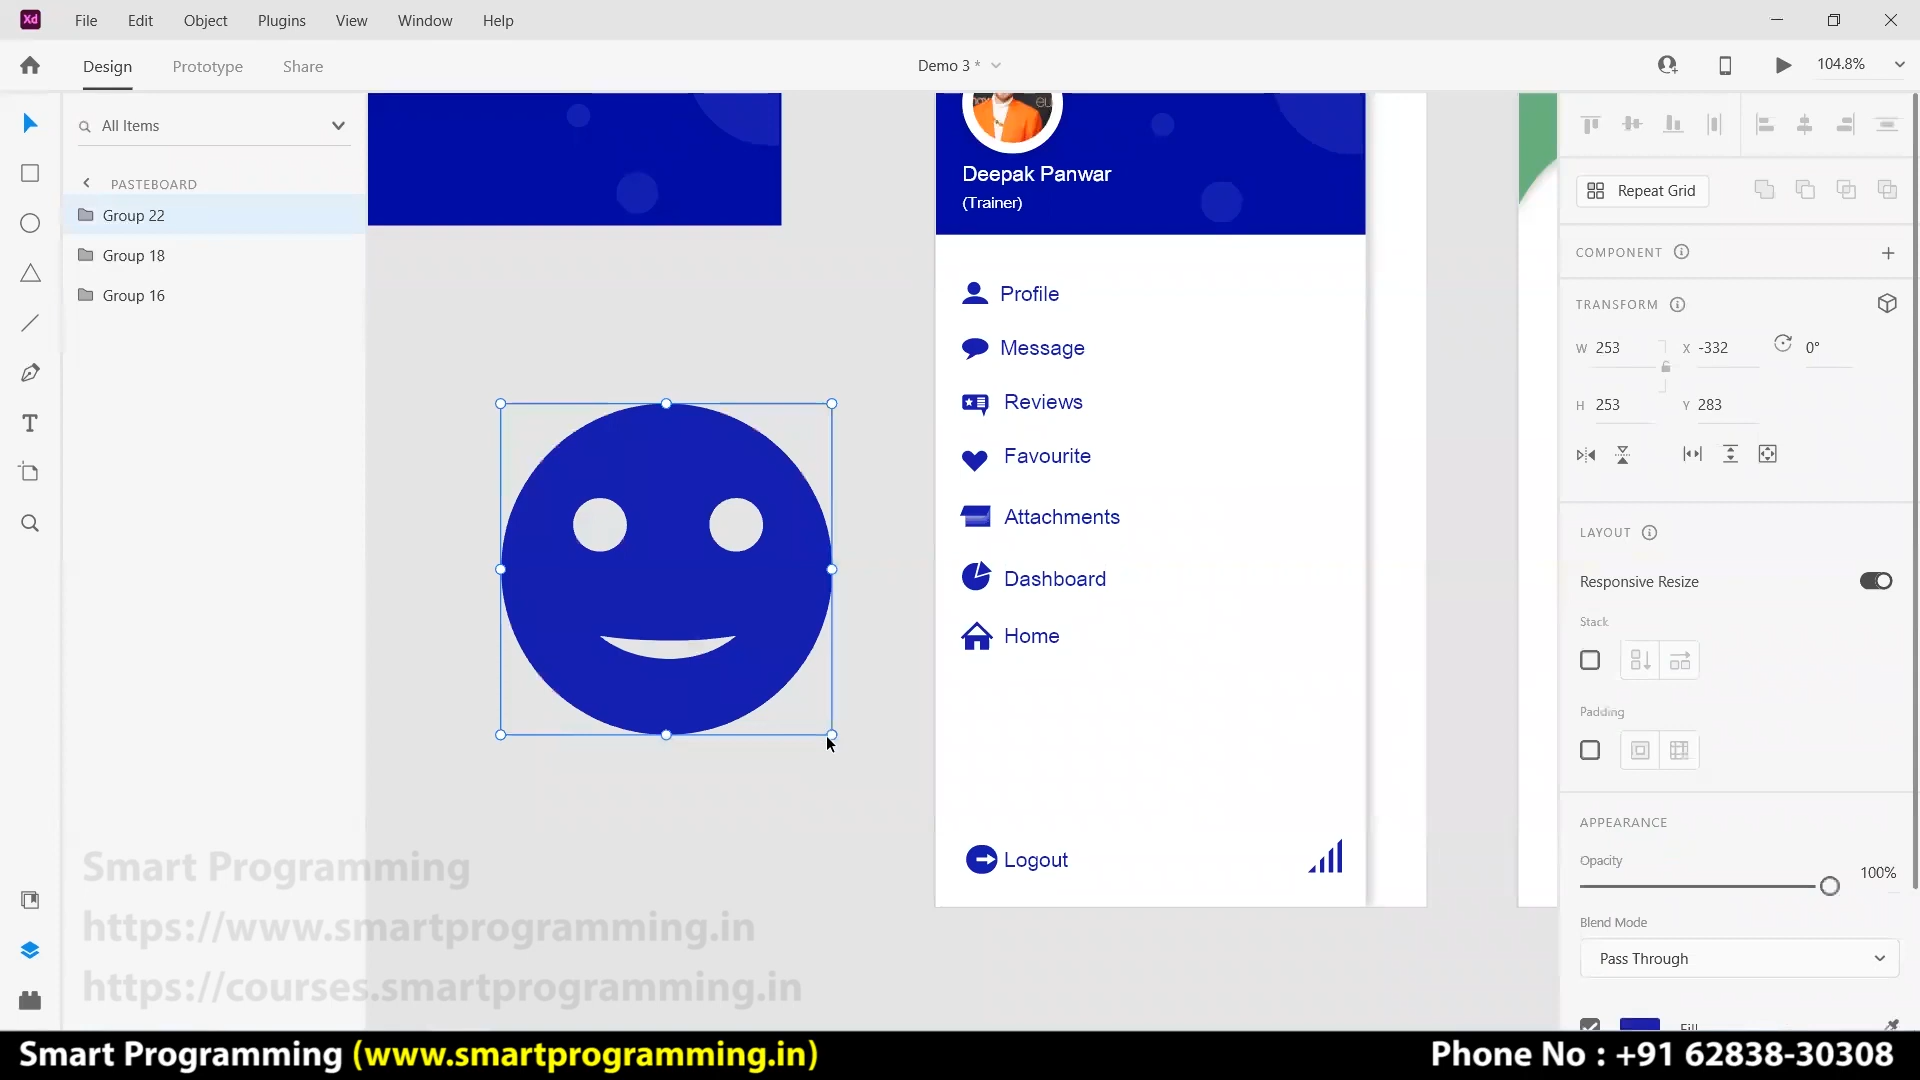 Xd File Edit Object Plugins View Window Help
Design Prototype Share Demo 3 * 104.8%
All Items
PASTEBOARD
Group 22
Group 18
Group 16
Deepak Panwar
(Trainer)
Profile
Message
Reviews
Favourite
Attachments
Dashboard
Home
Logout
Repeat Grid
COMPONENT
TRANSFORM
W 253 X -332 0°
H 253 Y 283
LAYOUT
Responsive Resize
Stack
Padding
APPEARANCE
Opacity
100%
Blend Mode
Pass Through
Fill
Smart Programming
https://www.smartprogramming.in
https://courses.smartprogramming.in
Smart Programming (www.smartprogramming.in) Phone No : +91 62838-30308